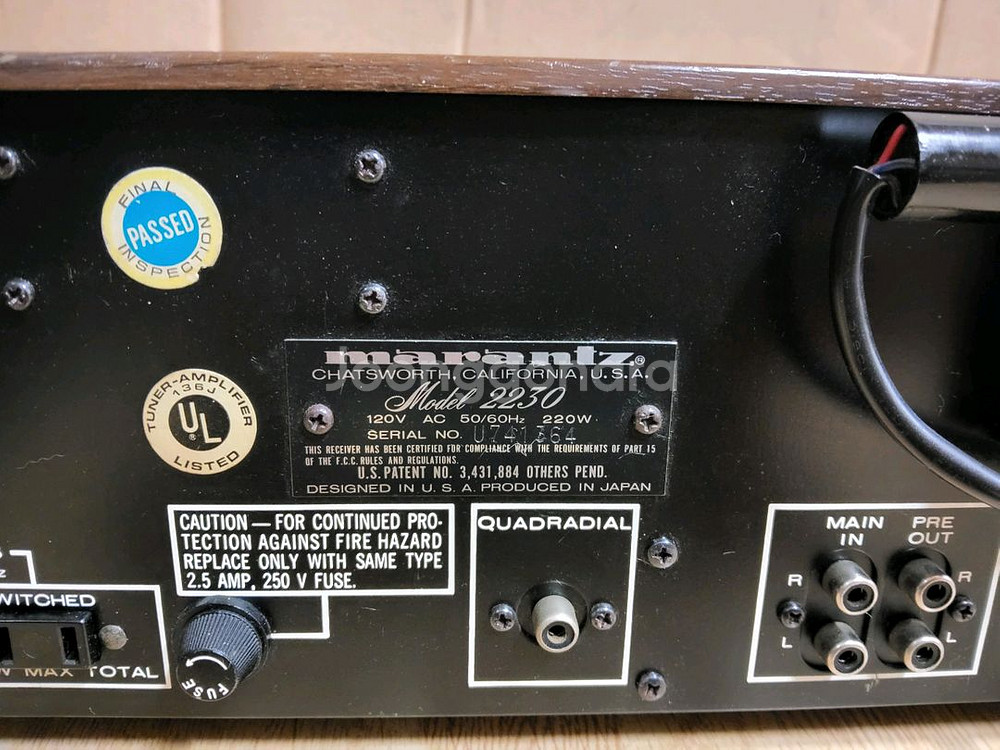 FINAL
PASSED
INSPECTION
TUNER-AMPLIFIER
136J
UL
LISTED
marantz®
CHATSWORTH, CALIFORNIA, U.S.A.
Joonggonara
Model 2230
120V AC 50/60Hz 220W
SERIAL NO. U741364
THIS RECEIVER HAS BEEN CERTIFIED FOR COMPLIANCE WITH THE REQUIREMENTS OF PART 15
OF THE F.C.C. RULES AND REGULATIONS.
U.S. PATENT NO. 3,431,884 OTHERS PEND.
DESIGNED IN U.S.A. PRODUCED IN JAPAN
CAUTION — FOR CONTINUED PRO-
TECTION AGAINST FIRE HAZARD
REPLACE ONLY WITH SAME TYPE
2.5 AMP, 250 V FUSE.
FUSE
QUADRADIAL
MAIN IN
PRE OUT
R
R
L
L
MAX TOTAL